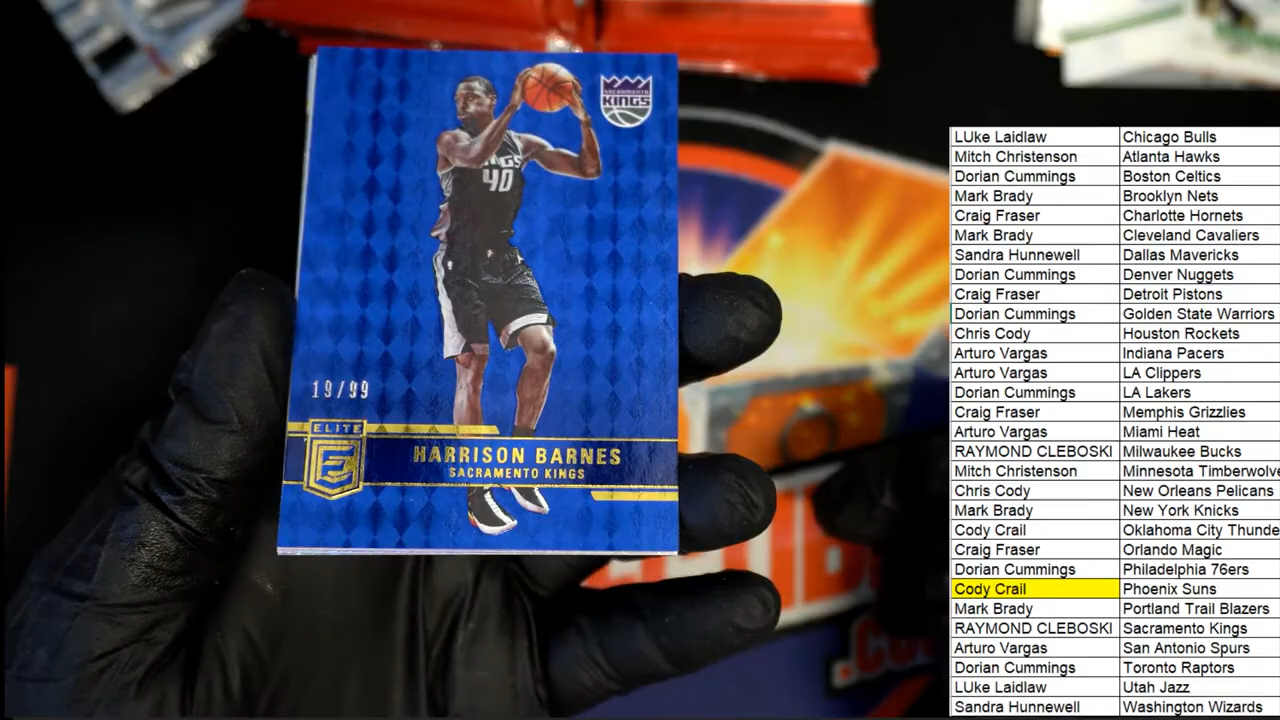 SACRAMENTO
KINGS
40
19/99
ELITE
E
HARRISON BARNES
SACRAMENTO KINGS
LUke Laidlaw Chicago Bulls
Mitch Christenson Atlanta Hawks
Dorian Cummings Boston Celtics
Mark Brady Brooklyn Nets
Craig Fraser Charlotte Hornets
Mark Brady Cleveland Cavaliers
Sandra Hunnewell Dallas Mavericks
Dorian Cummings Denver Nuggets
Craig Fraser Detroit Pistons
Dorian Cummings Golden State Warriors
Chris Cody Houston Rockets
Arturo Vargas Indiana Pacers
Arturo Vargas LA Clippers
Dorian Cummings LA Lakers
Craig Fraser Memphis Grizzlies
Arturo Vargas Miami Heat
RAYMOND CLEBOSKI Milwaukee Bucks
Mitch Christenson Minnesota Timberwolve
Chris Cody New Orleans Pelicans
Mark Brady New York Knicks
Cody Crail Oklahoma City Thunde
Craig Fraser Orlando Magic
Dorian Cummings Philadelphia 76ers
Cody Crail Phoenix Suns
Mark Brady Portland Trail Blazers
RAYMOND CLEBOSKI Sacramento Kings
Arturo Vargas San Antonio Spurs
Dorian Cummings Toronto Raptors
LUke Laidlaw Utah Jazz
Sandra Hunnewell Washington Wizards